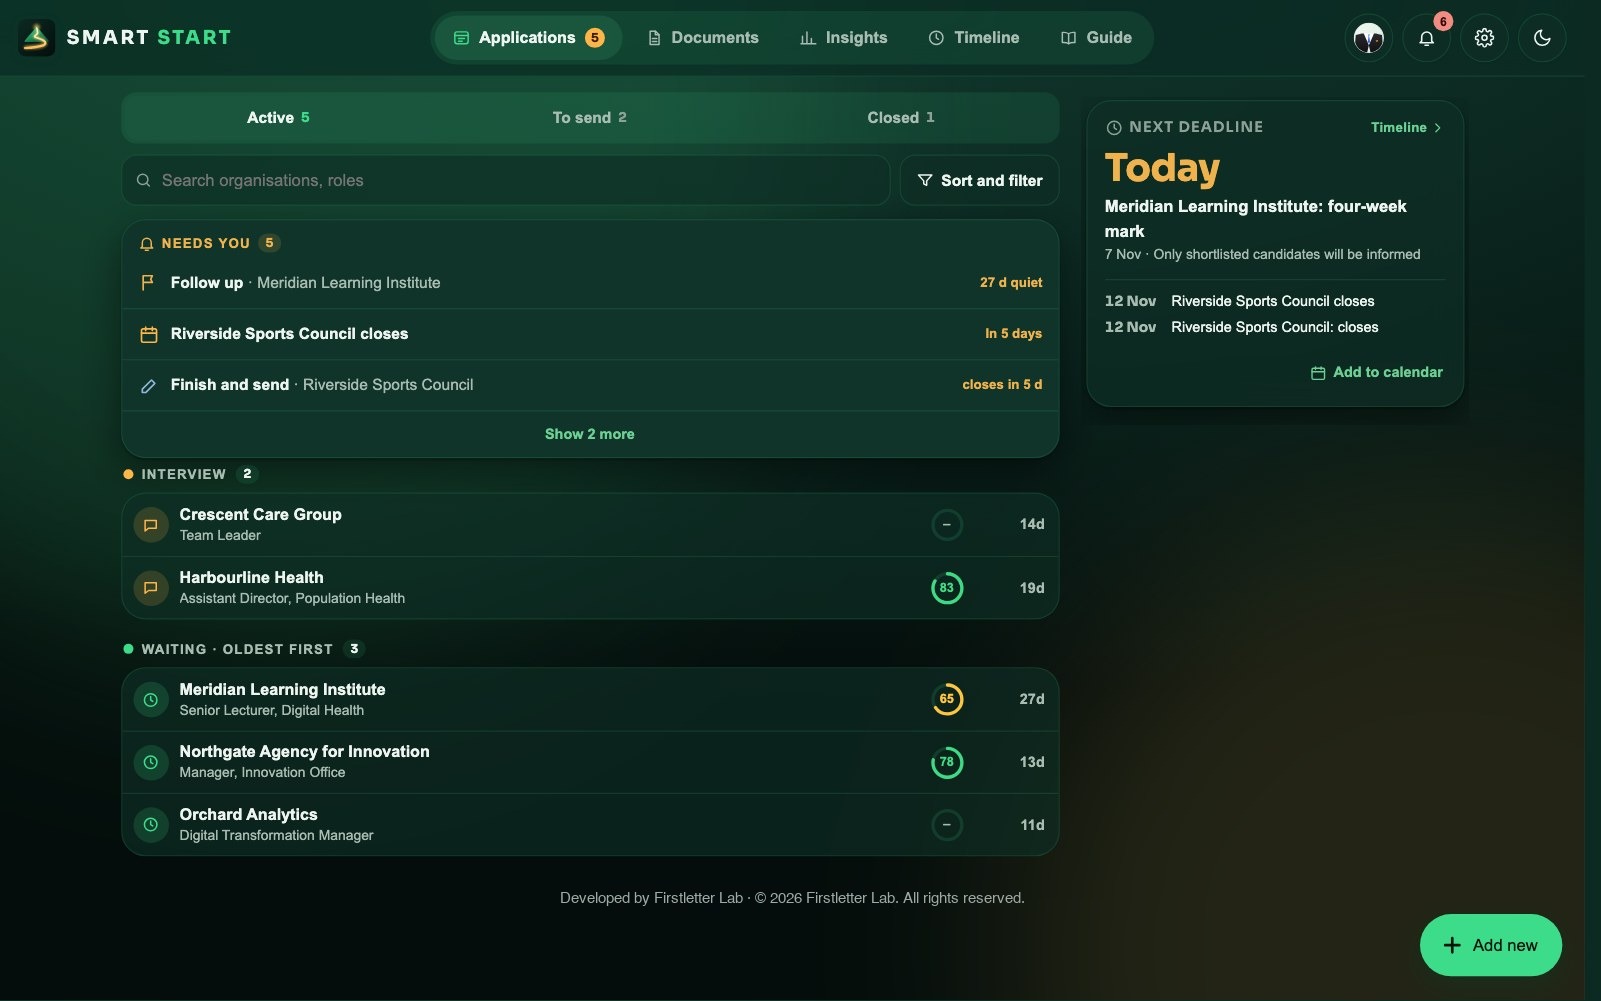 SMART START
Applications 5
Documents
Insights
Timeline
Guide
6
Active 5
To send 2
Closed 1
Search organisations, roles
Sort and filter
NEEDS YOU 5
Follow up · Meridian Learning Institute
27 d quiet
Riverside Sports Council closes
In 5 days
Finish and send · Riverside Sports Council
closes in 5 d
Show 2 more
INTERVIEW 2
Crescent Care Group
Team Leader
–
14d
Harbourline Health
Assistant Director, Population Health
83
19d
WAITING · OLDEST FIRST 3
Meridian Learning Institute
Senior Lecturer, Digital Health
65
27d
Northgate Agency for Innovation
Manager, Innovation Office
78
13d
Orchard Analytics
Digital Transformation Manager
–
11d
NEXT DEADLINE
Timeline
Today
Meridian Learning Institute: four-week
mark
7 Nov · Only shortlisted candidates will be informed
12 Nov Riverside Sports Council closes
12 Nov Riverside Sports Council: closes
Add to calendar
Developed by Firstletter Lab · © 2026 Firstletter Lab. All rights reserved.
Add new